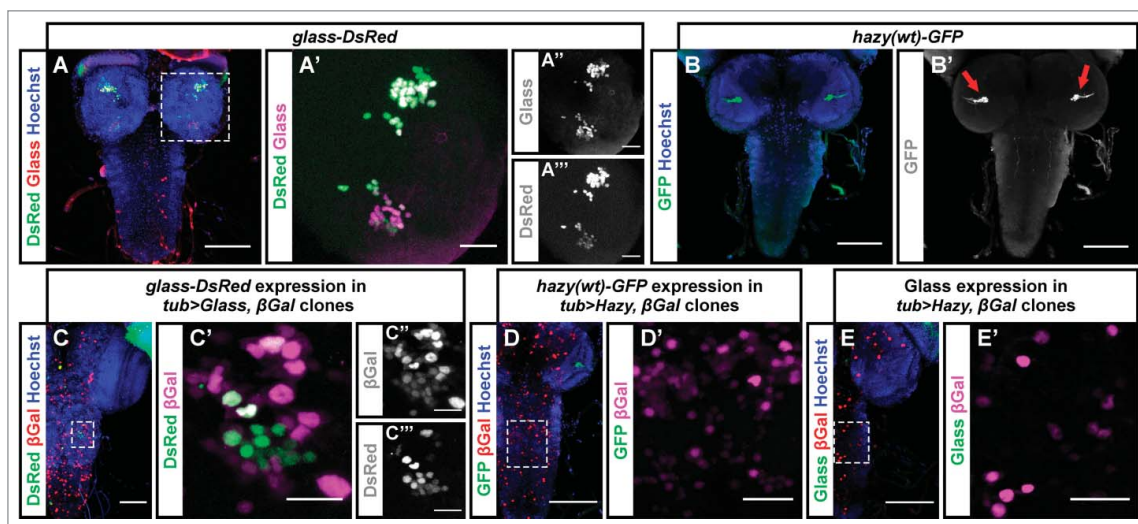 glass-DsRed
hazy(wt)-GFP
DsRed Glass Hoechst
A
DsRed Glass
A'
Glass
A''
DsRed
A'''
GFP Hoechst
B
GFP
B'
glass-DsRed expression in
tub>Glass, βGal clones
hazy(wt)-GFP expression in
tub>Hazy, βGal clones
Glass expression in
tub>Hazy, βGal clones
DsRed βGal Hoechst
C
DsRed βGal
C'
βGal
C''
DsRed
C'''
GFP βGal Hoechst
D
GFP βGal
D'
Glass βGal Hoechst
E
Glass βGal
E'